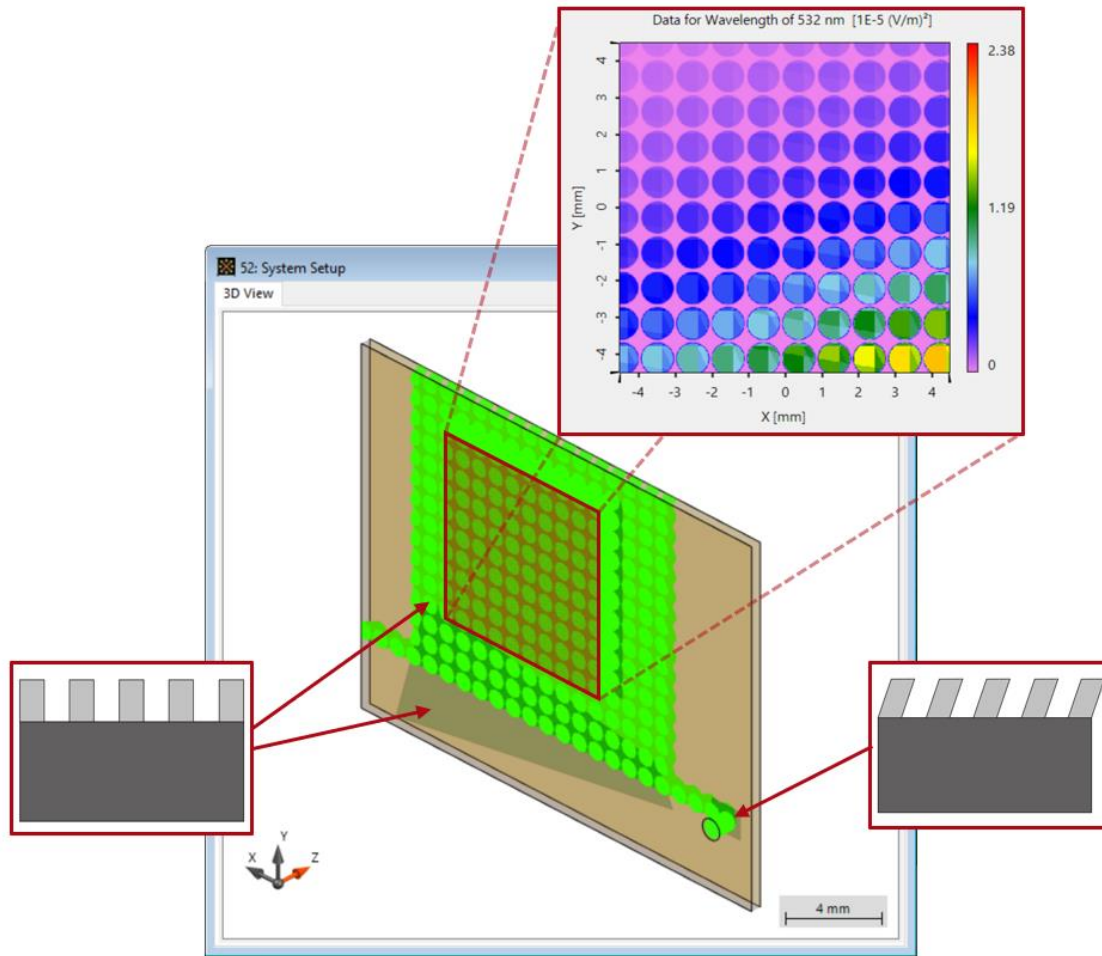 Data for Wavelength of 532 nm [1E-5 (V/m)²]
2.38
1.19
0
4
3
2
1
0
-1
-2
-3
-4
Y [mm]
-4 -3 -2 -1 0 1 2 3 4
X [mm]
52: System Setup
3D View
Y
X
Z
4 mm